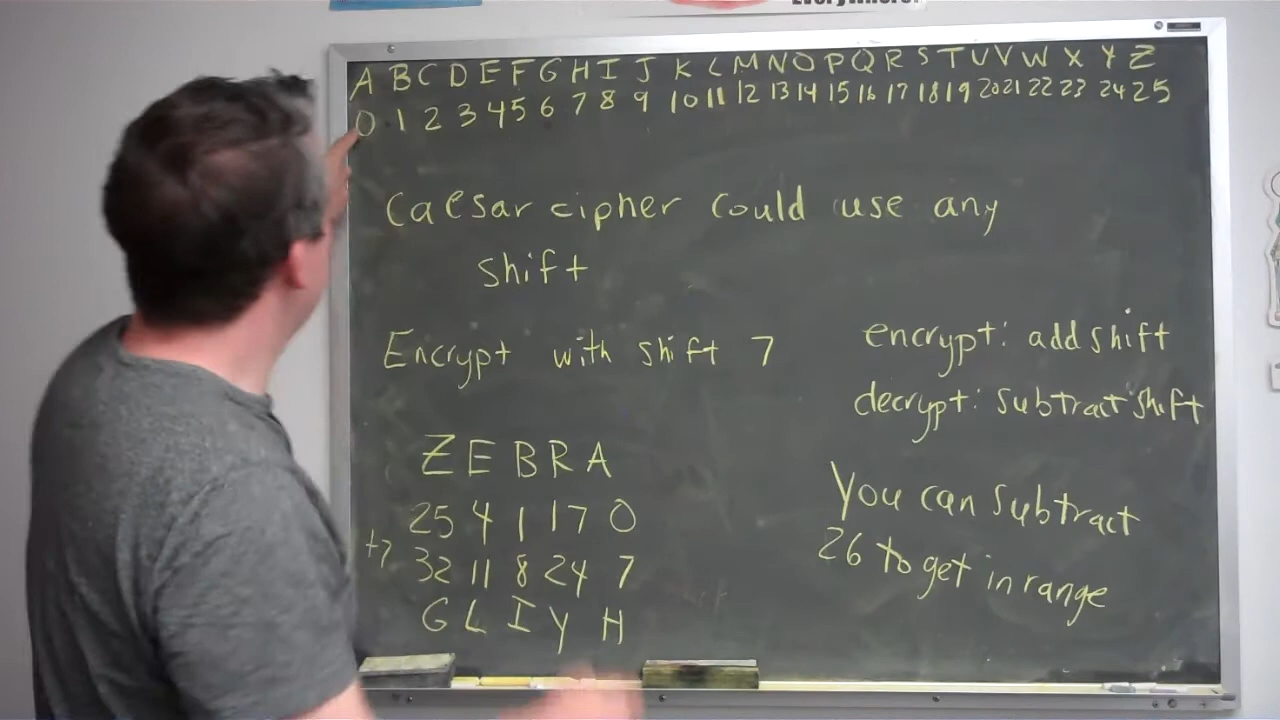 everywhere!
A B C D E F G H I J K L M N O P Q R S T U V W X Y Z
0 1 2 3 4 5 6 7 8 9 10 11 12 13 14 15 16 17 18 19 20 21 22 23 24 25
Caesar cipher could use any
shift
Encrypt with shift 7
ZEBRA
25 4 1 17 0
+7 32 11 8 24 7
G L I Y H
encrypt: add shift
decrypt: subtract shift
You can subtract
26 to get in range